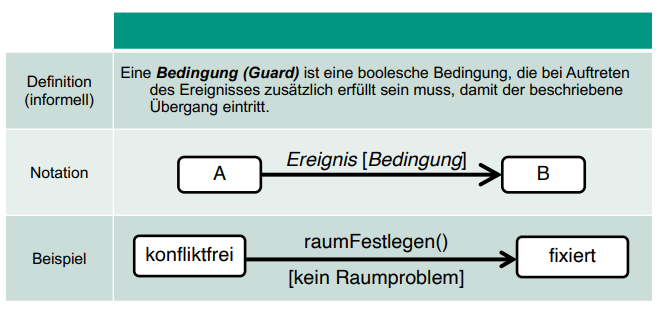 Definition
(informell)
Eine Bedingung (Guard) ist eine boolesche Bedingung, die bei Auftreten
des Ereignisses zusätzlich erfüllt sein muss, damit der beschriebene
Übergang eintritt.
Notation
A
Ereignis [Bedingung]
B
Beispiel
konfliktfrei
raumFestlegen()
[kein Raumproblem]
fixiert